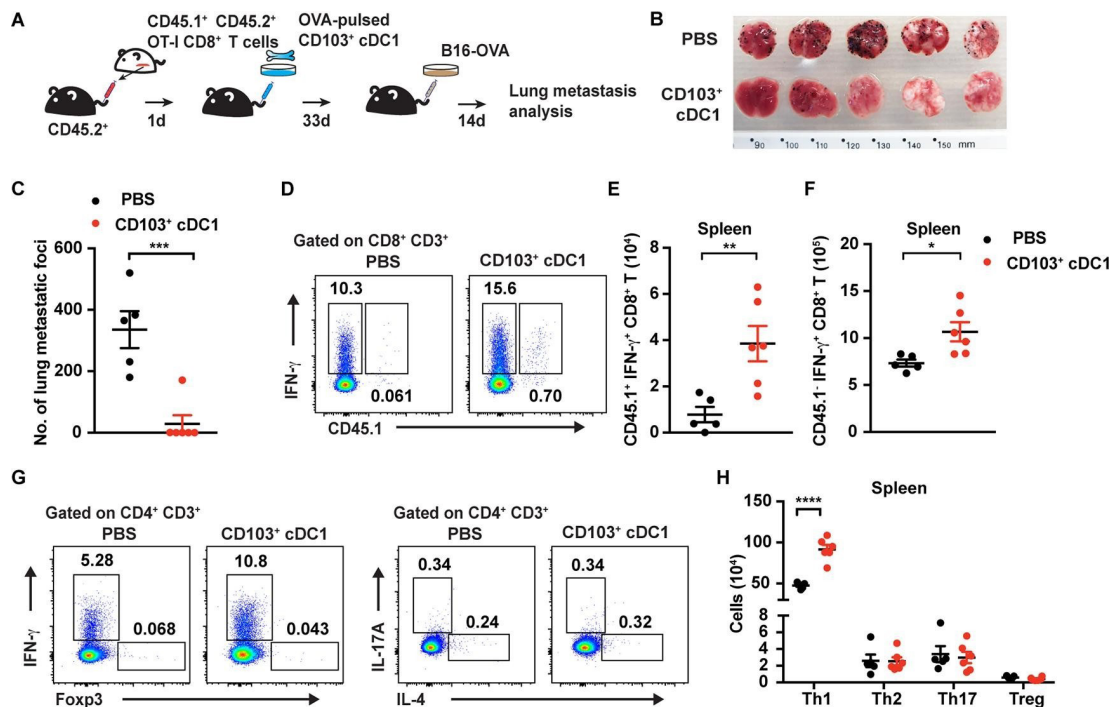 A
CD45.1⁺ CD45.2⁺
OT-I CD8⁺ T cells
OVA-pulsed
CD103⁺ cDC1
B16-OVA
CD45.2⁺
1d
33d
14d
Lung metastasis
analysis
B
PBS
CD103⁺
cDC1
90 100 110 120 130 140 150 mm
C
PBS
CD103⁺ cDC1
No. of lung metastatic foci
600
400
200
0
***
D
Gated on CD8⁺ CD3⁺
PBS
CD103⁺ cDC1
10.3
0.061
15.6
0.70
IFN-γ
CD45.1
E
Spleen
CD45.1⁺ IFN-γ⁺ CD8⁺ T (10⁴)
8
6
4
2
0
**
F
Spleen
CD45.1⁻ IFN-γ⁺ CD8⁺ T (10⁵)
20
15
10
5
0
*
PBS
CD103⁺ cDC1
G
Gated on CD4⁺ CD3⁺
PBS
CD103⁺ cDC1
5.28
0.068
10.8
0.043
IFN-γ
Foxp3
Gated on CD4⁺ CD3⁺
PBS
CD103⁺ cDC1
0.34
0.24
0.34
0.32
IL-17A
IL-4
H
Spleen
Cells (10⁴)
150
100
50
6
4
2
0
****
Th1 Th2 Th17 Treg